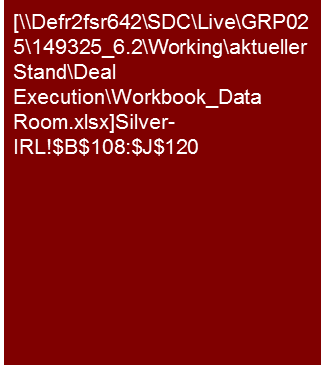 [\\Defr2fsr642\SDC\Live\GRP02
5\149325_6.2\Working\aktueller
Stand\Deal
Execution\Workbook_Data
Room.xlsx]Silver-
IRL!$B$108:$J$120